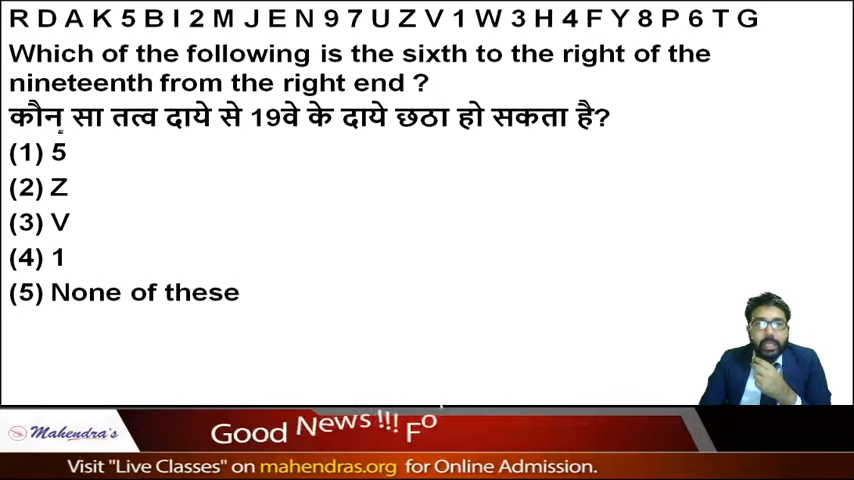 R D A K 5 B I 2 M J E N 9 7 U Z V 1 W 3 H 4 F Y 8 P 6 T G
Which of the following is the sixth to the right of the
nineteenth from the right end ?
कौन सा तत्व दाये से 19वे के दाये छठा हो सकता है?
(1) 5
(2) Z
(3) V
(4) 1
(5) None of these
Mahendra's
Good News !!! Fo
Visit "Live Classes" on mahendras.org for Online Admission.